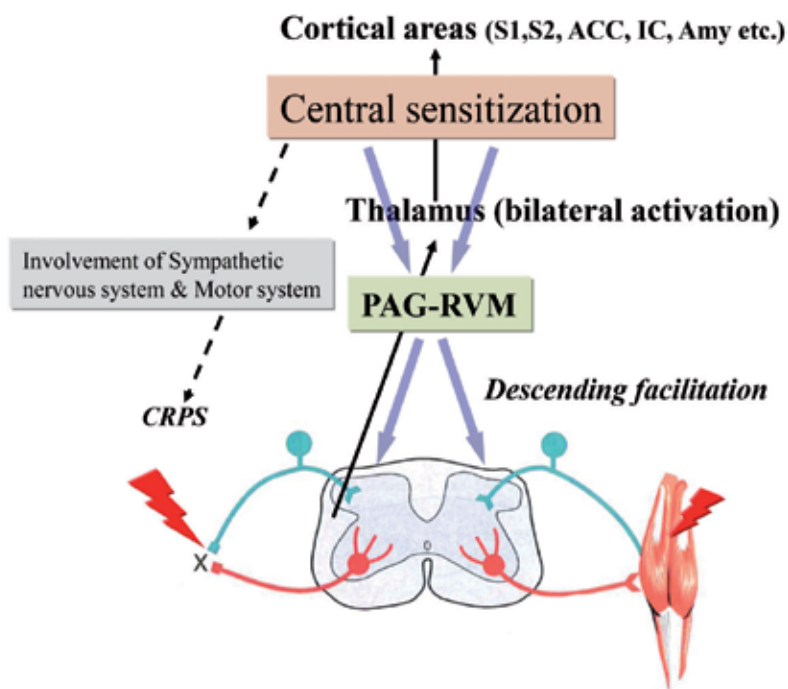 Cortical areas (S1,S2, ACC, IC, Amy etc.)
Central sensitization
Thalamus (bilateral activation)
Involvement of Sympathetic
nervous system & Motor system
PAG-RVM
Descending facilitation
CRPS
X